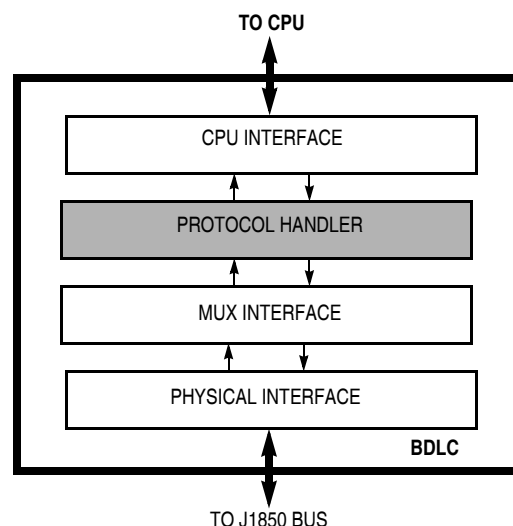 TO CPU
CPU INTERFACE
PROTOCOL HANDLER
MUX INTERFACE
PHYSICAL INTERFACE
BDLC
TO J1850 BUS